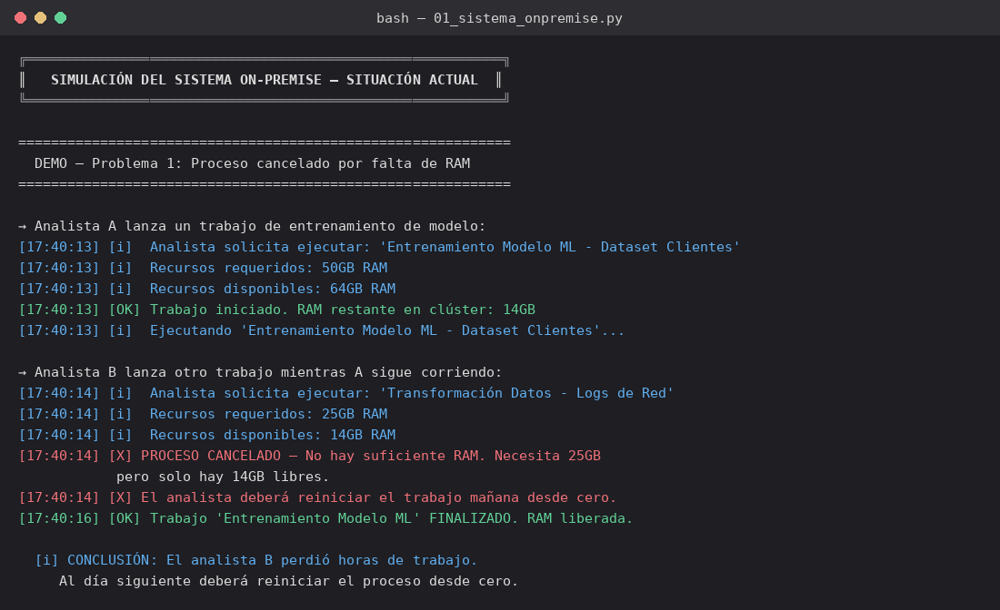 bash — 01_sistema_onpremise.py
SIMULACIÓN DEL SISTEMA ON-PREMISE — SITUACIÓN ACTUAL
============================================================
DEMO — Problema 1: Proceso cancelado por falta de RAM
============================================================
→ Analista A lanza un trabajo de entrenamiento de modelo:
[17:40:13] [i]  Analista solicita ejecutar: 'Entrenamiento Modelo ML - Dataset Clientes'
[17:40:13] [i]  Recursos requeridos: 50GB RAM
[17:40:13] [i]  Recursos disponibles: 64GB RAM
[17:40:13] [OK] Trabajo iniciado. RAM restante en clúster: 14GB
[17:40:13] [i]  Ejecutando 'Entrenamiento Modelo ML - Dataset Clientes'...
→ Analista B lanza otro trabajo mientras A sigue corriendo:
[17:40:14] [i]  Analista solicita ejecutar: 'Transformación Datos - Logs de Red'
[17:40:14] [i]  Recursos requeridos: 25GB RAM
[17:40:14] [i]  Recursos disponibles: 14GB RAM
[17:40:14] [X] PROCESO CANCELADO — No hay suficiente RAM. Necesita 25GB
pero solo hay 14GB libres.
[17:40:14] [X] El analista deberá reiniciar el trabajo mañana desde cero.
[17:40:16] [OK] Trabajo 'Entrenamiento Modelo ML' FINALIZADO. RAM liberada.
[i] CONCLUSIÓN: El analista B perdió horas de trabajo.
Al día siguiente deberá reiniciar el proceso desde cero.